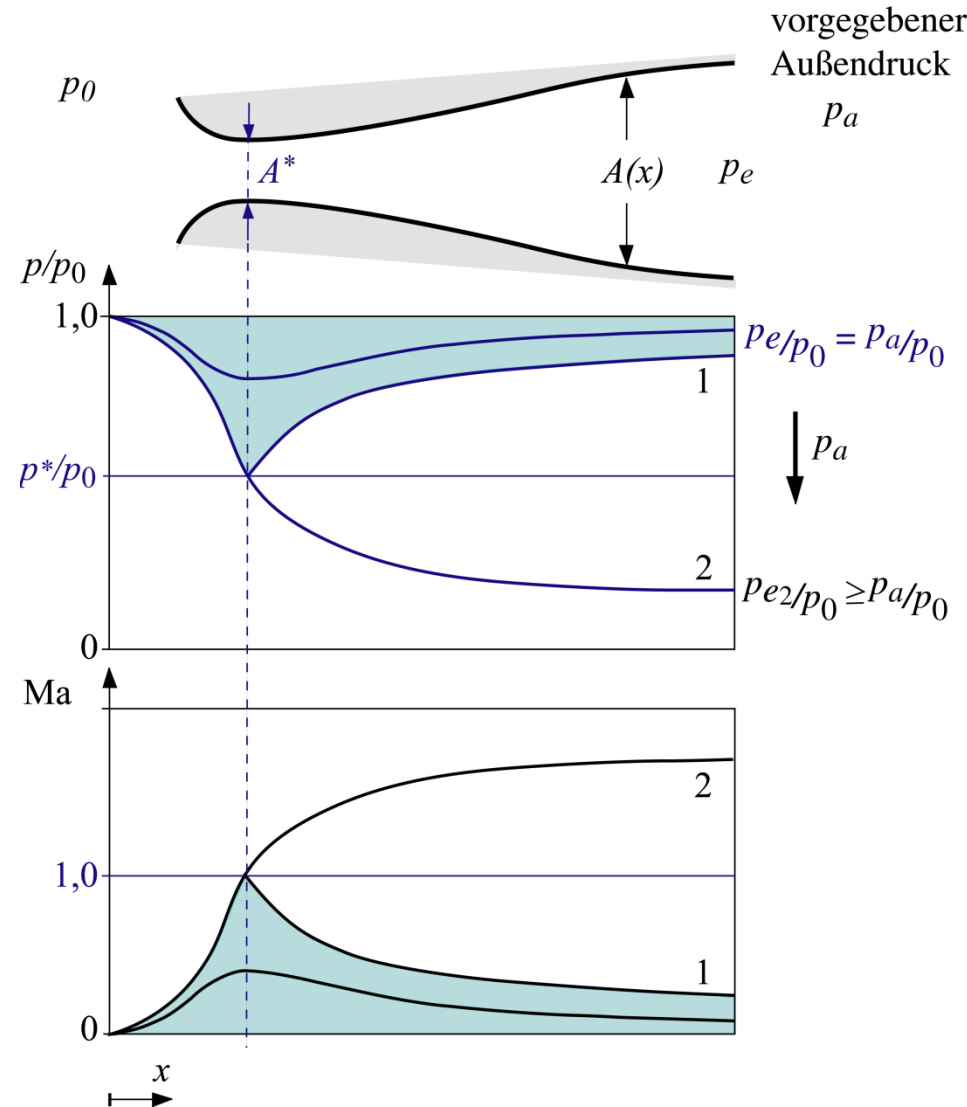 vorgegebener
Außendruck
p0
pa
A*
A(x)
pe
p/p0
1,0
pe/p0 = pa/p0
1
pa
p*/p0
2
pe2/p0 ≥ pa/p0
0
Ma
2
1,0
1
0
x